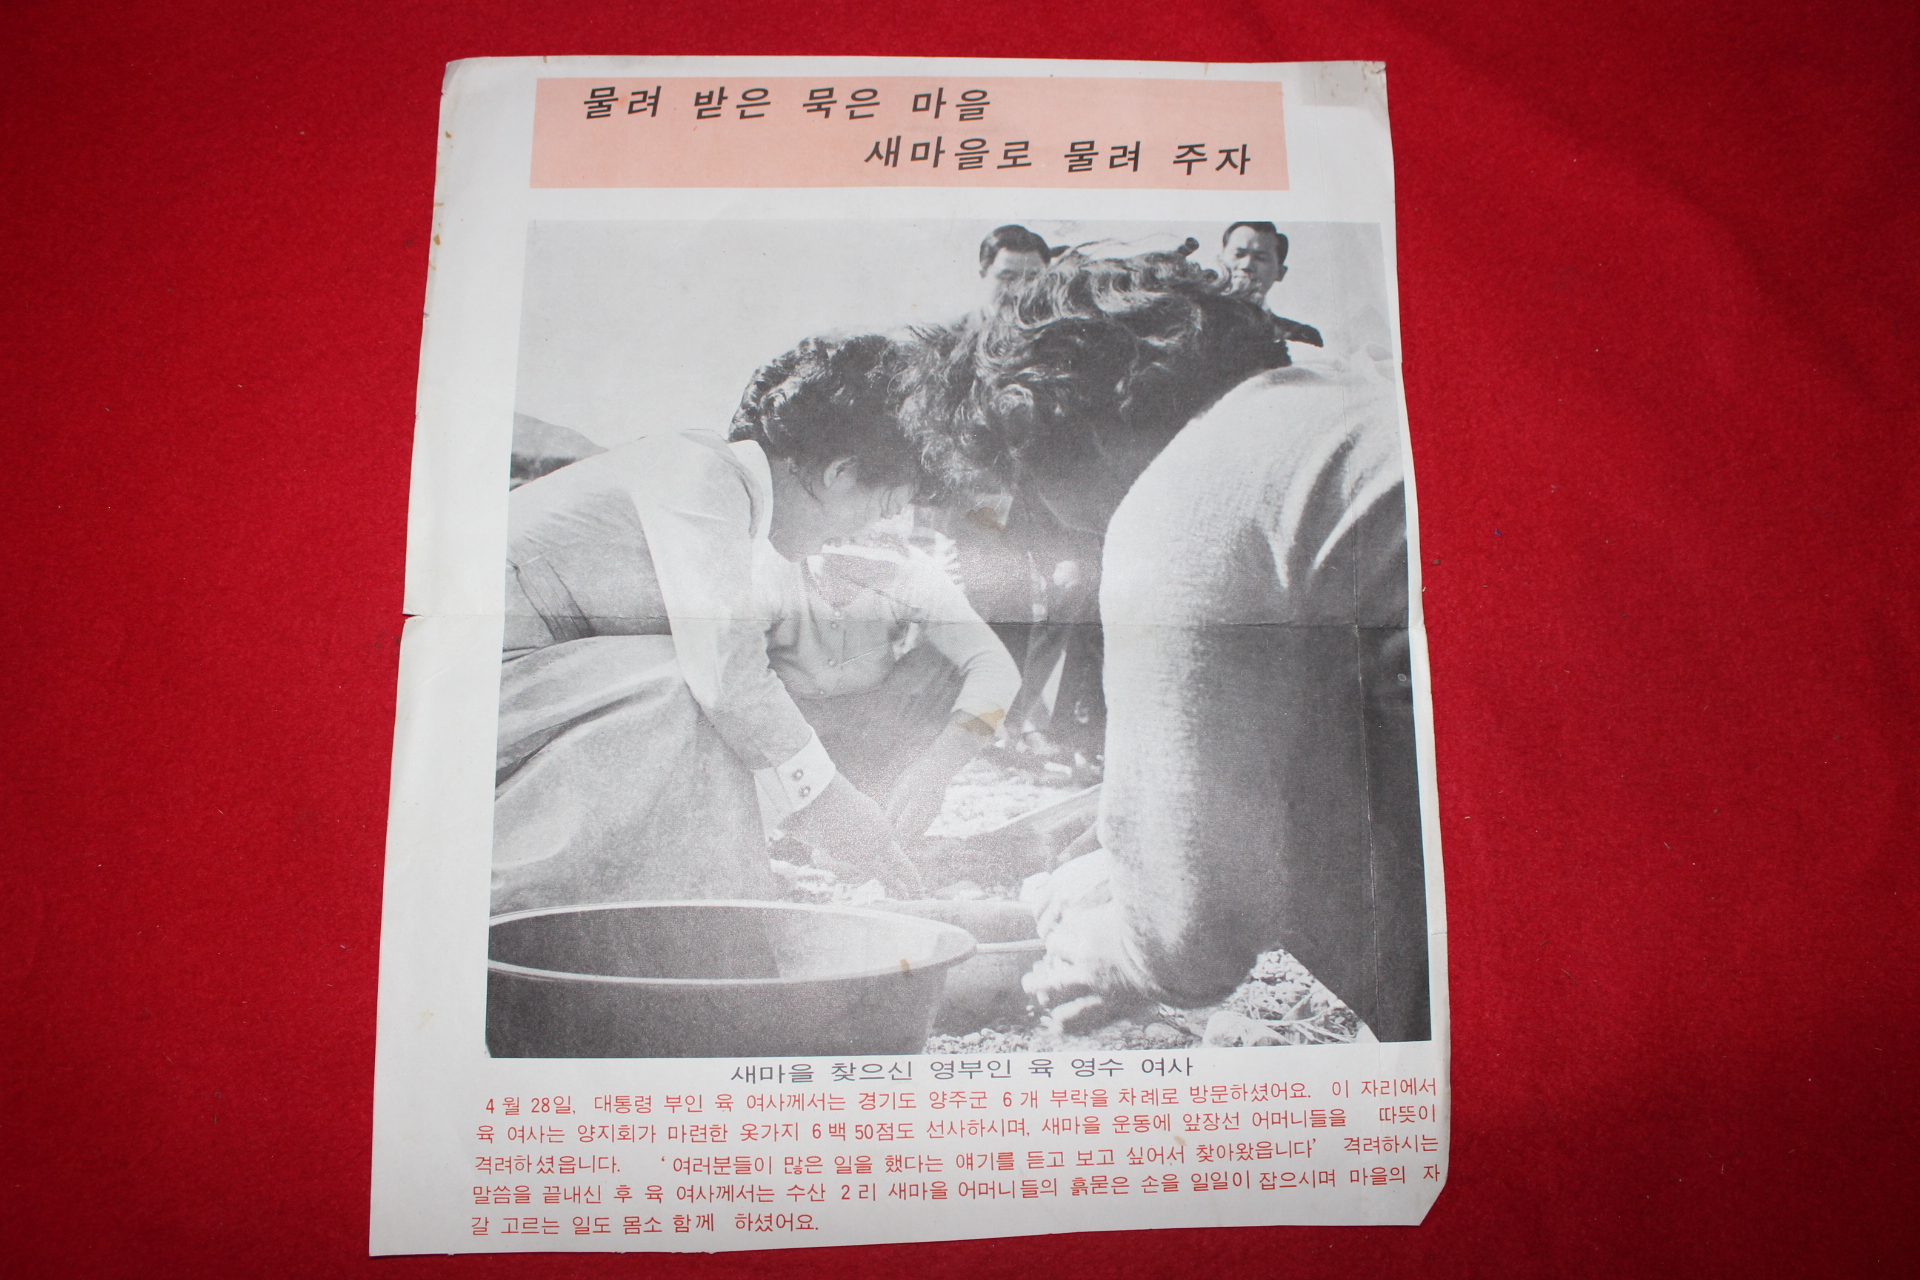 물려 받은 묵은 마을
새마을로 물려 주자
새마을 찾으신 영부인 육 영수 여사
4월 28일, 대통령 부인 육 여사께서는 경기도 양주군 6개 부락을 차례로 방문하셨어요. 이 자리에서
육 여사는 양지회가 마련한 옷가지 6백 50점도 선사하시며, 새마을 운동에 앞장선 어머니들을 따뜻이
격려하셨읍니다. ‘여러분들이 많은 일을 했다는 얘기를 듣고 보고 싶어서 찾아왔읍니다’ 격려하시는
말씀을 끝내신 후 육 여사께서는 수산 2리 새마을 어머니들의 흙묻은 손을 일일이 잡으시며 마을의 자
갈 고르는 일도 몸소 함께 하셨어요.